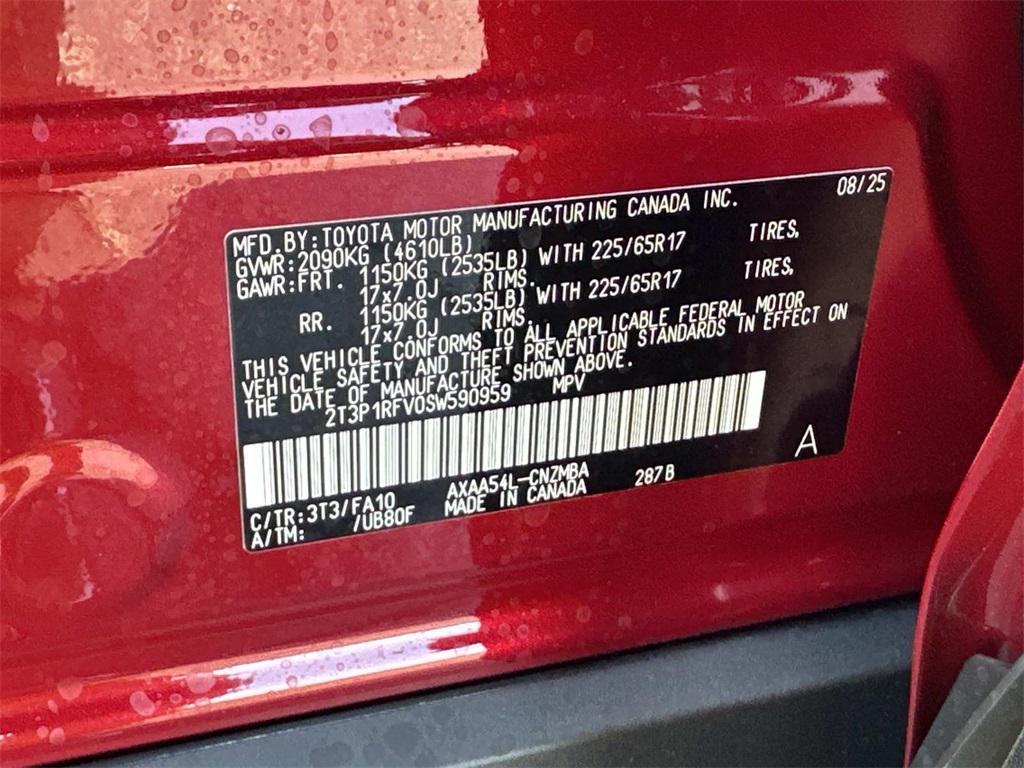 08/25
MFD.BY:TOYOTA MOTOR MANUFACTURING CANADA INC.
GVWR:2090KG (4610LB)
GAWR:FRT. 1150KG (2535LB) WITH 225/65R17 TIRES,
17x7.0J RIMS.
RR. 1150KG (2535LB) WITH 225/65R17 TIRES,
17x7.0J RIMS.
THIS VEHICLE CONFORMS TO ALL APPLICABLE FEDERAL MOTOR
VEHICLE SAFETY AND THEFT PREVENTION STANDARDS IN EFFECT ON
THE DATE OF MANUFACTURE SHOWN ABOVE.
2T3P1RFV0SW590959 MPV
A
C/TR:3T3/FA10 AXAA54L-CNZMBA 287B
A/TM: /UB80F MADE IN CANADA